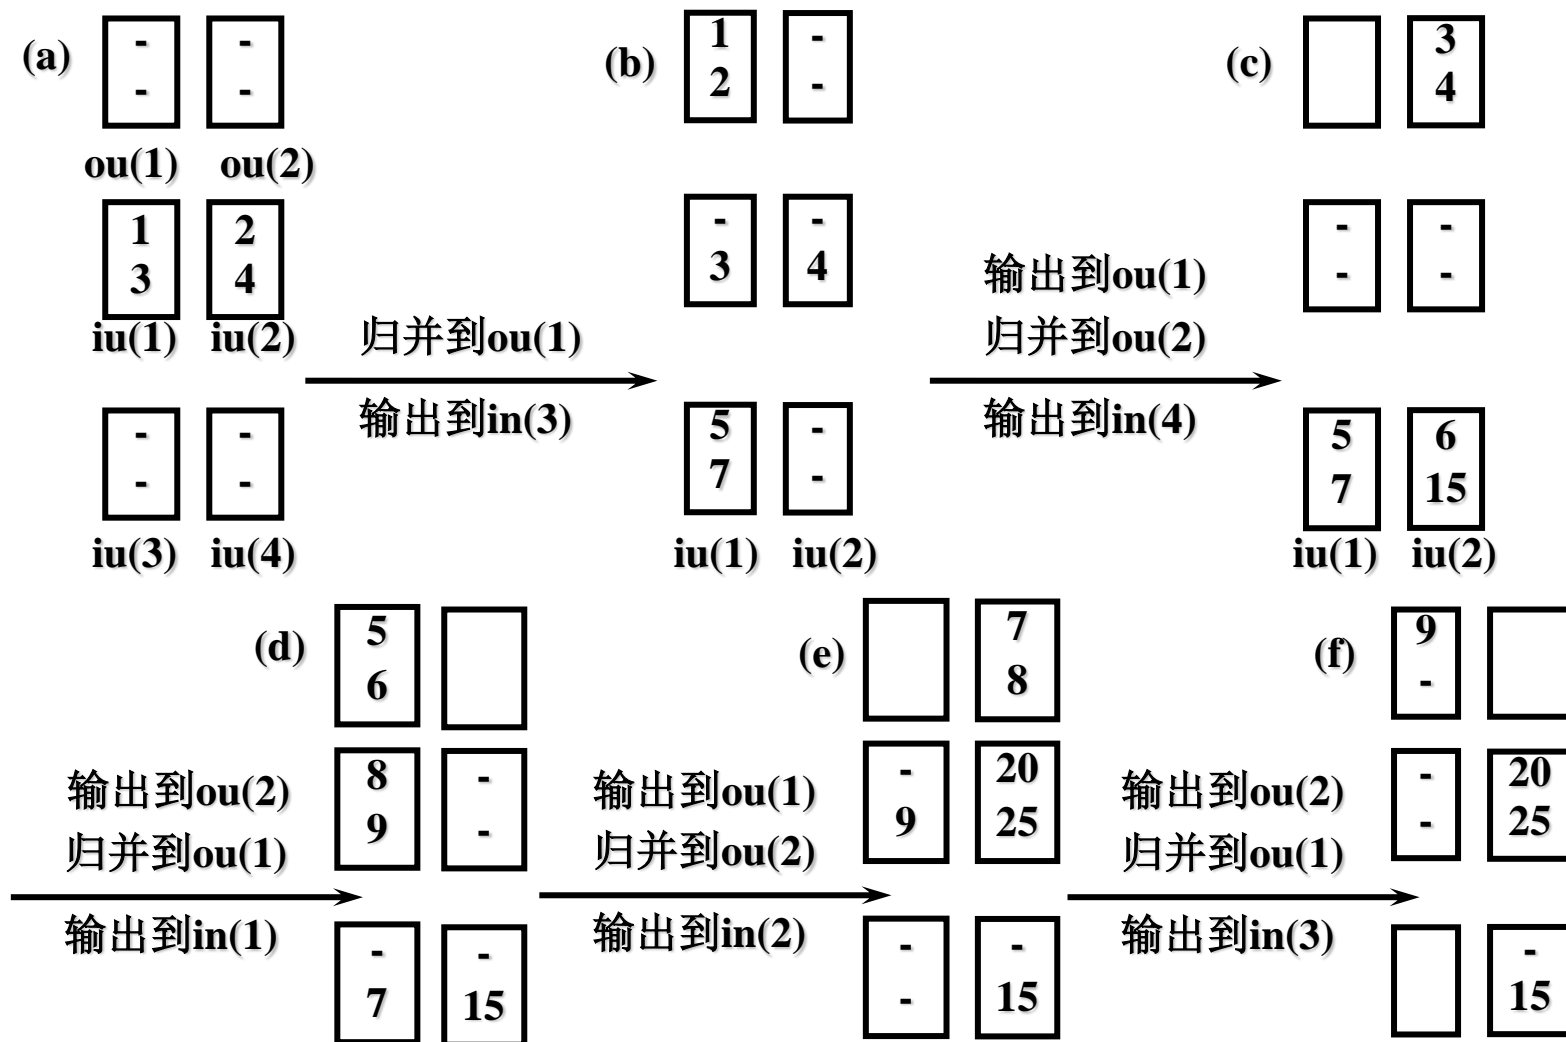 (a)
- -
- -
ou(1) ou(2)
1 2
3 4
iu(1) iu(2)
- -
- -
iu(3) iu(4)
归并到ou(1)
输出到in(3)
(b)
1 -
2 -
- -
3 4
5 -
7 -
iu(1) iu(2)
输出到ou(1)
归并到ou(2)
输出到in(4)
(c)
3
4
- -
- -
5 6
7 15
iu(1) iu(2)
输出到ou(2)
归并到ou(1)
输出到in(1)
(d)
5
6
8 -
9 -
- -
7 15
输出到ou(1)
归并到ou(2)
输出到in(2)
(e)
7
8
- 20
9 25
- -
- 15
输出到ou(2)
归并到ou(1)
输出到in(3)
(f)
9
-
- 20
- 25
-
15